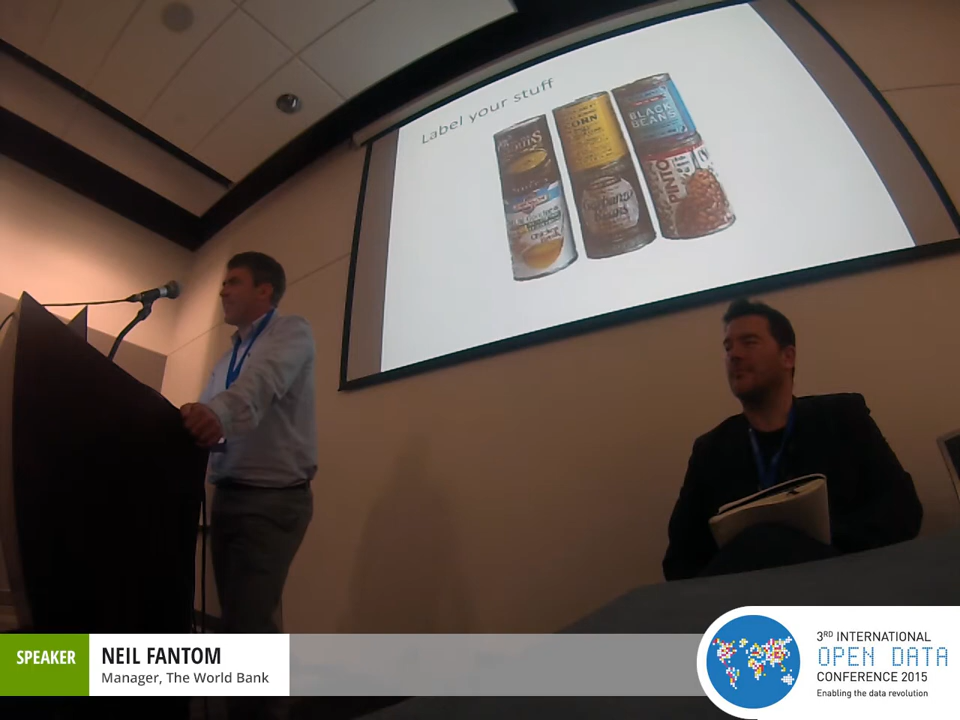 Label your stuff
CORN
BLACK
BEANS
PINTO
SPEAKER
NEIL FANTOM
Manager, The World Bank
3RD INTERNATIONAL
OPEN DATA
CONFERENCE 2015
Enabling the data revolution